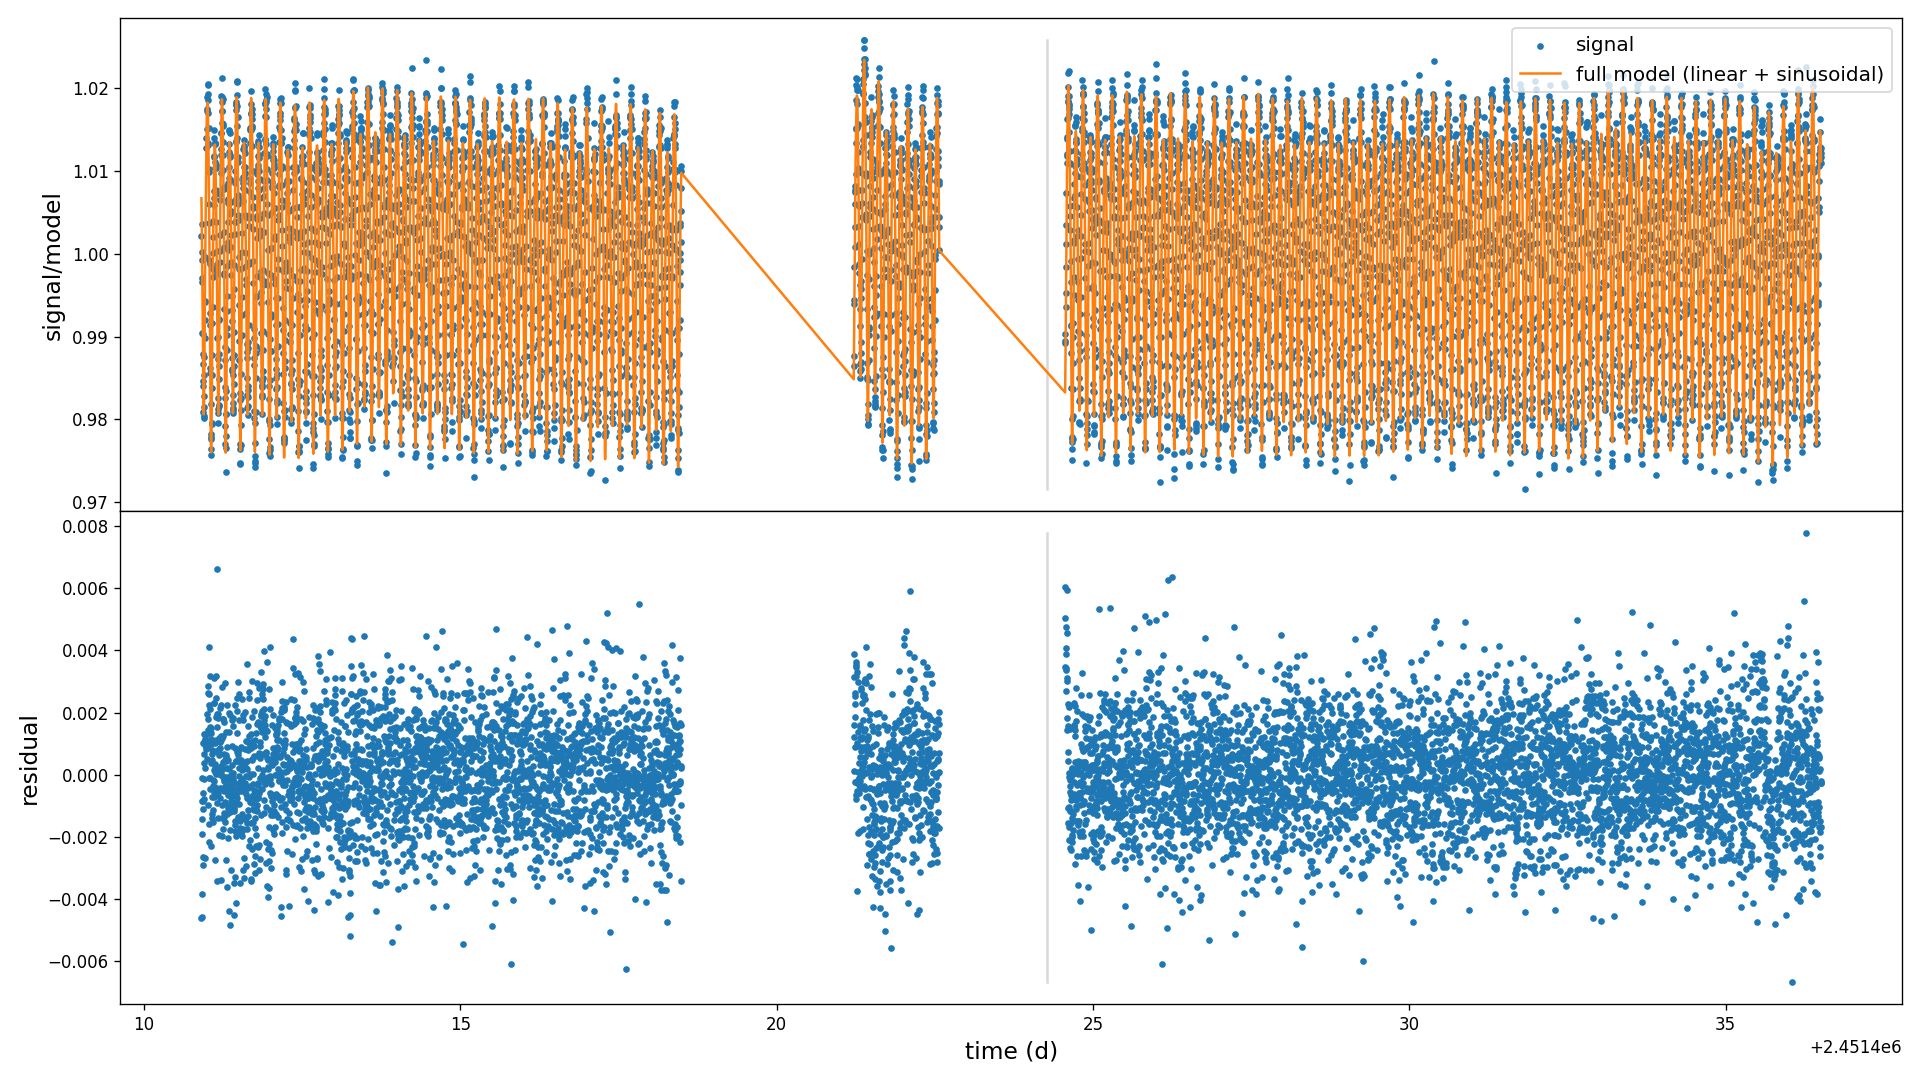 signal
full model (linear + sinusoidal)
signal/model
1.02
1.01
1.00
0.99
0.98
0.97
residual
0.008
0.006
0.004
0.002
0.000
−0.002
−0.004
−0.006
10 15 20 25 30 35
time (d)
+2.4514e6